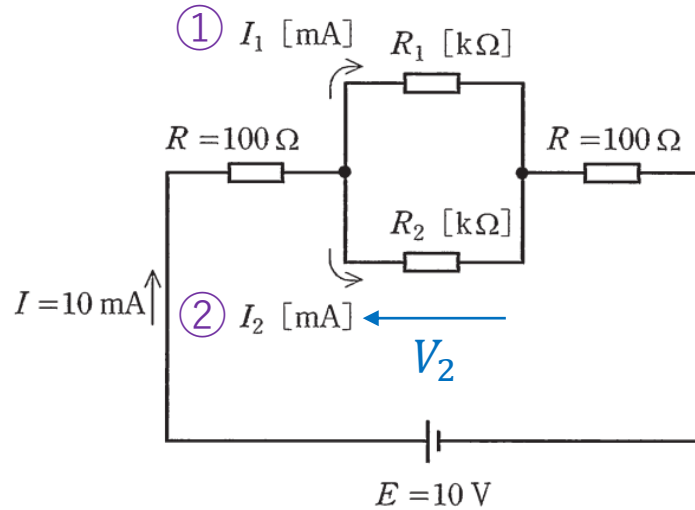 ① I₁ [mA]
R₁ [kΩ]
R=100 Ω
R=100 Ω
R₂ [kΩ]
I=10 mA
② I₂ [mA]
V₂
E=10 V